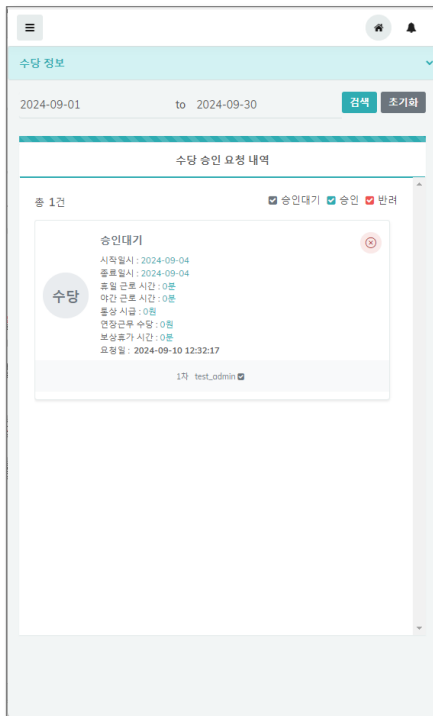 수당 정보
2024-09-01 to 2024-09-30 검색 초기화
수당 승인 요청 내역
총 1건 승인대기 승인 반려
승인대기
수당
시작일시 : 2024-09-04
종료일시 : 2024-09-04
휴일 근로 시간 : 0분
야간 근로 시간 : 0분
통상 시급 : 0원
연장근무 수당 : 0원
보상휴가 시간 : 0분
요청일 : 2024-09-10 12:32:17
1차 test_admin